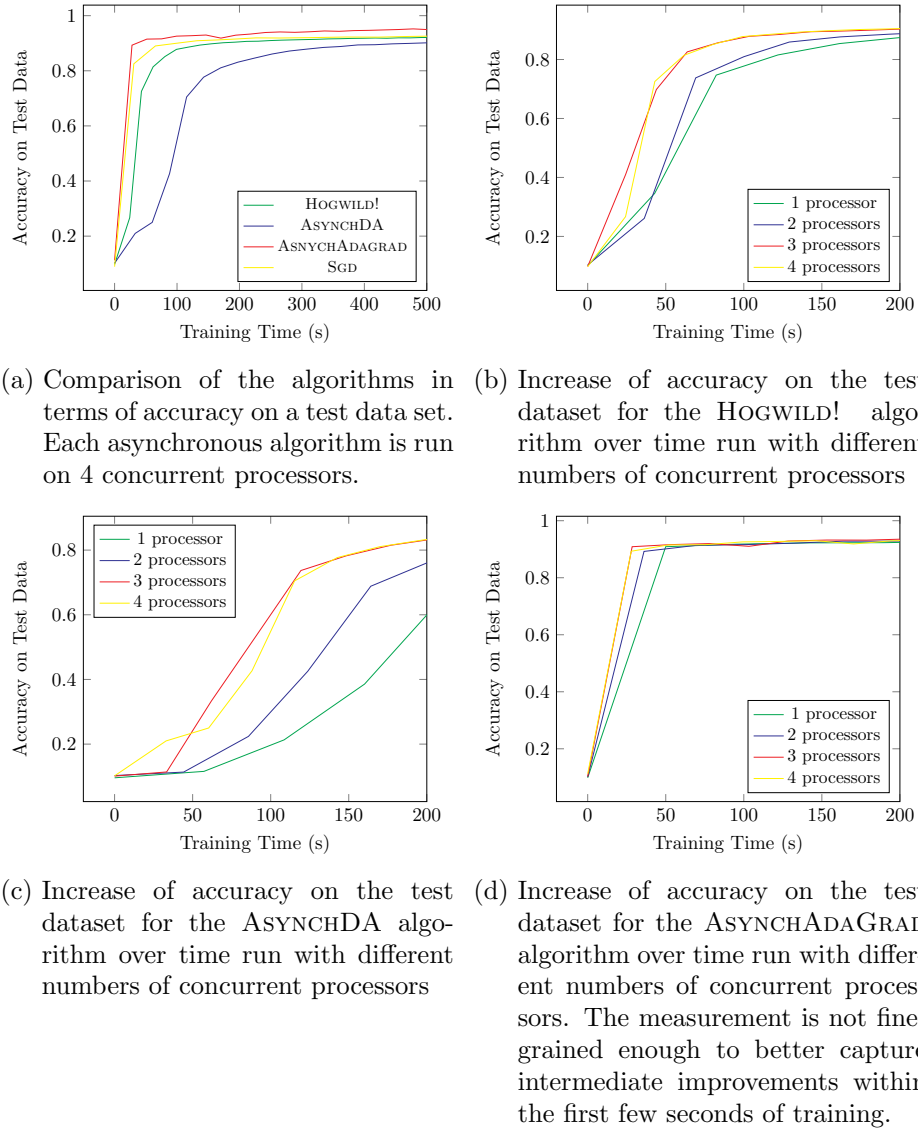 1
0.8
0.6
0.4
0.2
Accuracy on Test Data
HOGWILD!
ASYNCHDA
ASNYCHADAGRAD
SGD
0 100 200 300 400 500
Training Time (s)
(a) Comparison of the algorithms in
terms of accuracy on a test data set.
Each asynchronous algorithm is run
on 4 concurrent processors.
0.8
0.6
0.4
0.2
Accuracy on Test Data
1 processor
2 processors
3 processors
4 processors
0 50 100 150 200
Training Time (s)
(b) Increase of accuracy on the test
dataset for the HOGWILD! algo
rithm over time run with different
numbers of concurrent processors
0.8
0.6
0.4
0.2
Accuracy on Test Data
1 processor
2 processors
3 processors
4 processors
0 50 100 150 200
Training Time (s)
(c) Increase of accuracy on the test
dataset for the ASYNCHDA algo-
rithm over time run with different
numbers of concurrent processors
1
0.8
0.6
0.4
0.2
Accuracy on Test Data
1 processor
2 processors
3 processors
4 processors
0 50 100 150 200
Training Time (s)
(d) Increase of accuracy on the test
dataset for the ASYNCHADAGRAD
algorithm over time run with differ
ent numbers of concurrent proces
sors. The measurement is not fine
grained enough to better capture
intermediate improvements within
the first few seconds of training.